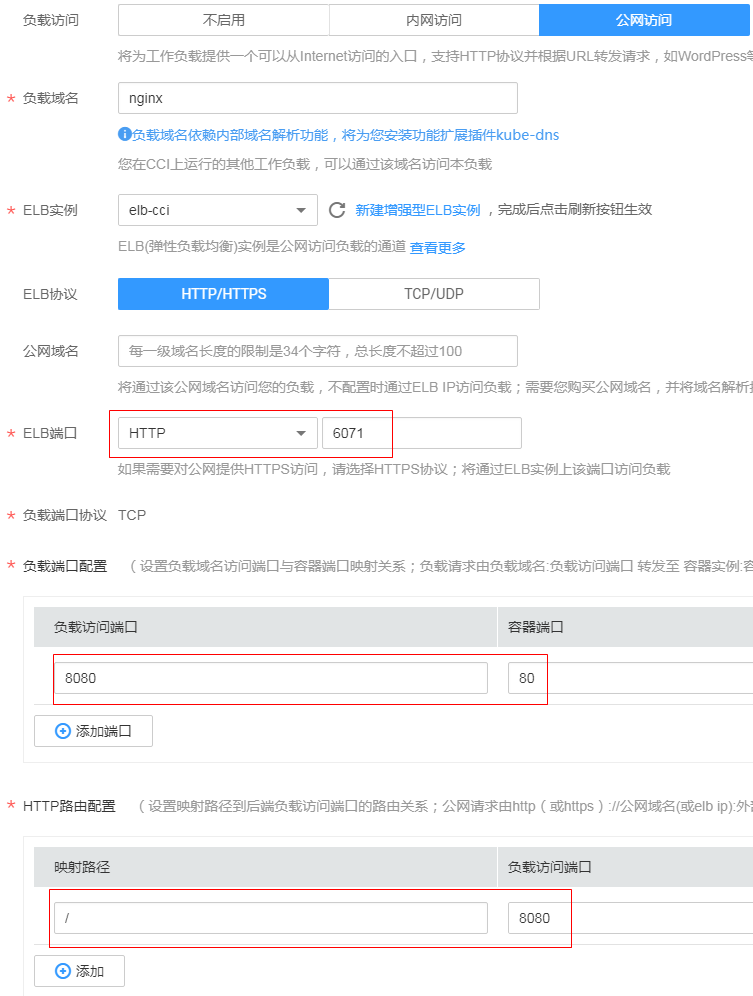 负载访问 不启用 内网访问 公网访问
将为工作负载提供一个可以从Internet访问的入口，支持HTTP协议并根据URL转发请求，如WordPress等
* 负载域名 nginx
负载域名依赖内部域名解析功能，将为您安装功能扩展插件kube-dns
您在CCI上运行的其他工作负载，可以通过该域名访问本负载
* ELB实例 elb-cci 新建增强型ELB实例 ，完成后点击刷新按钮生效
ELB(弹性负载均衡)实例是公网访问负载的通道 查看更多
ELB协议 HTTP/HTTPS TCP/UDP
公网域名 每一级域名长度的限制是34个字符，总长度不超过100
将通过该公网域名访问您的负载，不配置时通过ELB IP访问负载；需要您购买公网域名，并将域名解析
* ELB端口 HTTP 6071
如果需要对公网提供HTTPS访问，请选择HTTPS协议；将通过ELB实例上该端口访问负载
* 负载端口协议 TCP
* 负载端口配置 （设置负载域名访问端口与容器端口映射关系；负载请求由负载域名:负载访问端口 转发至 容器实例:容
负载访问端口 容器端口
8080 80
添加端口
* HTTP路由配置 （设置映射路径到后端负载访问端口的路由关系；公网请求由http（或https）://公网域名(或elb ip):外
映射路径 负载访问端口
/ 8080
添加